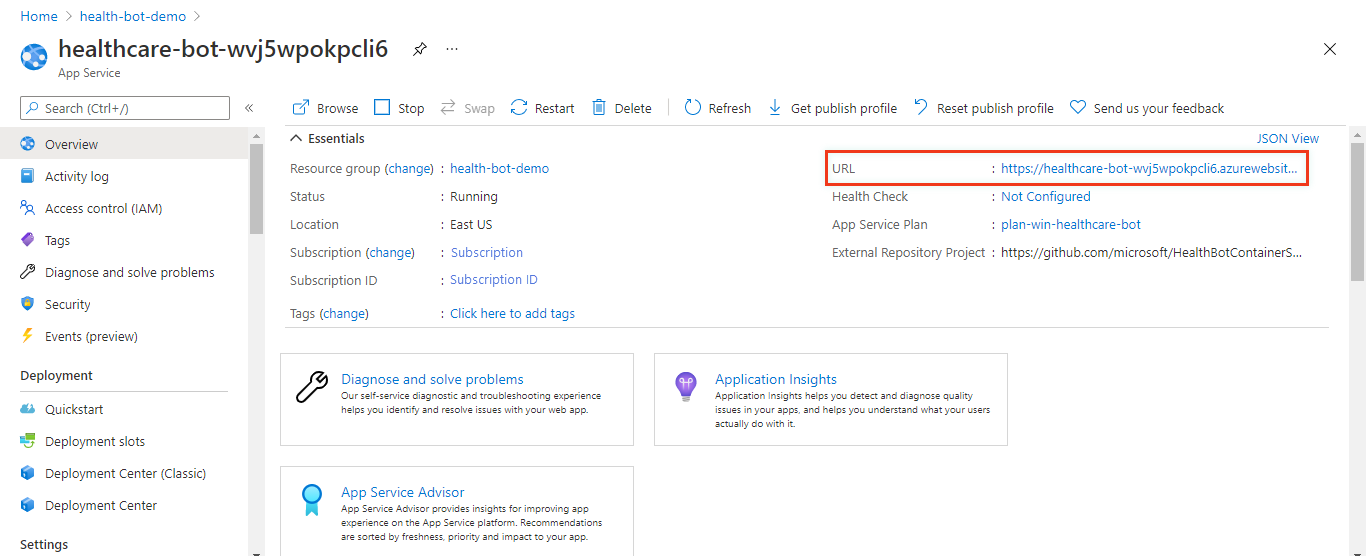 Home > health-bot-demo >
healthcare-bot-wvj5wpokpcli6 ...
App Service
Search (Ctrl+/) «
Browse Stop Swap Restart Delete Refresh Get publish profile Reset publish profile Send us your feedback
Overview
Activity log
Access control (IAM)
Tags
Diagnose and solve problems
Security
Events (preview)
Deployment
Quickstart
Deployment slots
Deployment Center (Classic)
Deployment Center
Settings
Essentials JSON View
Resource group (change) : health-bot-demo
Status : Running
Location : East US
Subscription (change) : Subscription
Subscription ID : Subscription ID
Tags (change) : Click here to add tags
URL : https://healthcare-bot-wvj5wpokpcli6.azurewebsit...
Health Check : Not Configured
App Service Plan : plan-win-healthcare-bot
External Repository Project : https://github.com/microsoft/HealthBotContainerS...
Diagnose and solve problems
Our self-service diagnostic and troubleshooting experience
helps you identify and resolve issues with your web app.
Application Insights
Application Insights helps you detect and diagnose quality
issues in your apps, and helps you understand what your users
actually do with it.
App Service Advisor
App Service Advisor provides insights for improving app
experience on the App Service platform. Recommendations
are sorted by freshness, priority and impact to your app.